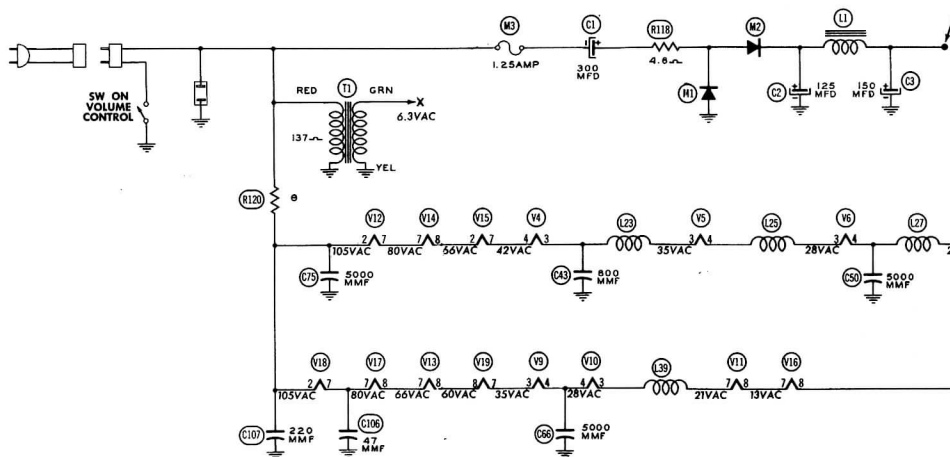 M3
C1
R118
M2
L1
1.25AMP
300
MFD
4.6Ω
M1
C2
125
MFD
150
MFD
C3
SW ON
VOLUME
CONTROL
RED
T1
GRN
X
6.3VAC
137
YEL
R120
θ
V12
V14
V15
V4
L23
V5
L25
V6
L27
2 7
7 8
2 7
4 3
3 4
3 4
105VAC
80VAC
66VAC
42VAC
35VAC
28VAC
2
C75
5000
MMF
C43
800
MMF
C50
5000
MMF
V18
V17
V13
V19
V9
V10
L39
V11
V16
2 7
7 8
7 8
8 7
3 4
4 3
7 8
7 8
105VAC
80VAC
66VAC
60VAC
35VAC
28VAC
21VAC
13VAC
C107
220
MMF
C106
47
MMF
C66
5000
MMF